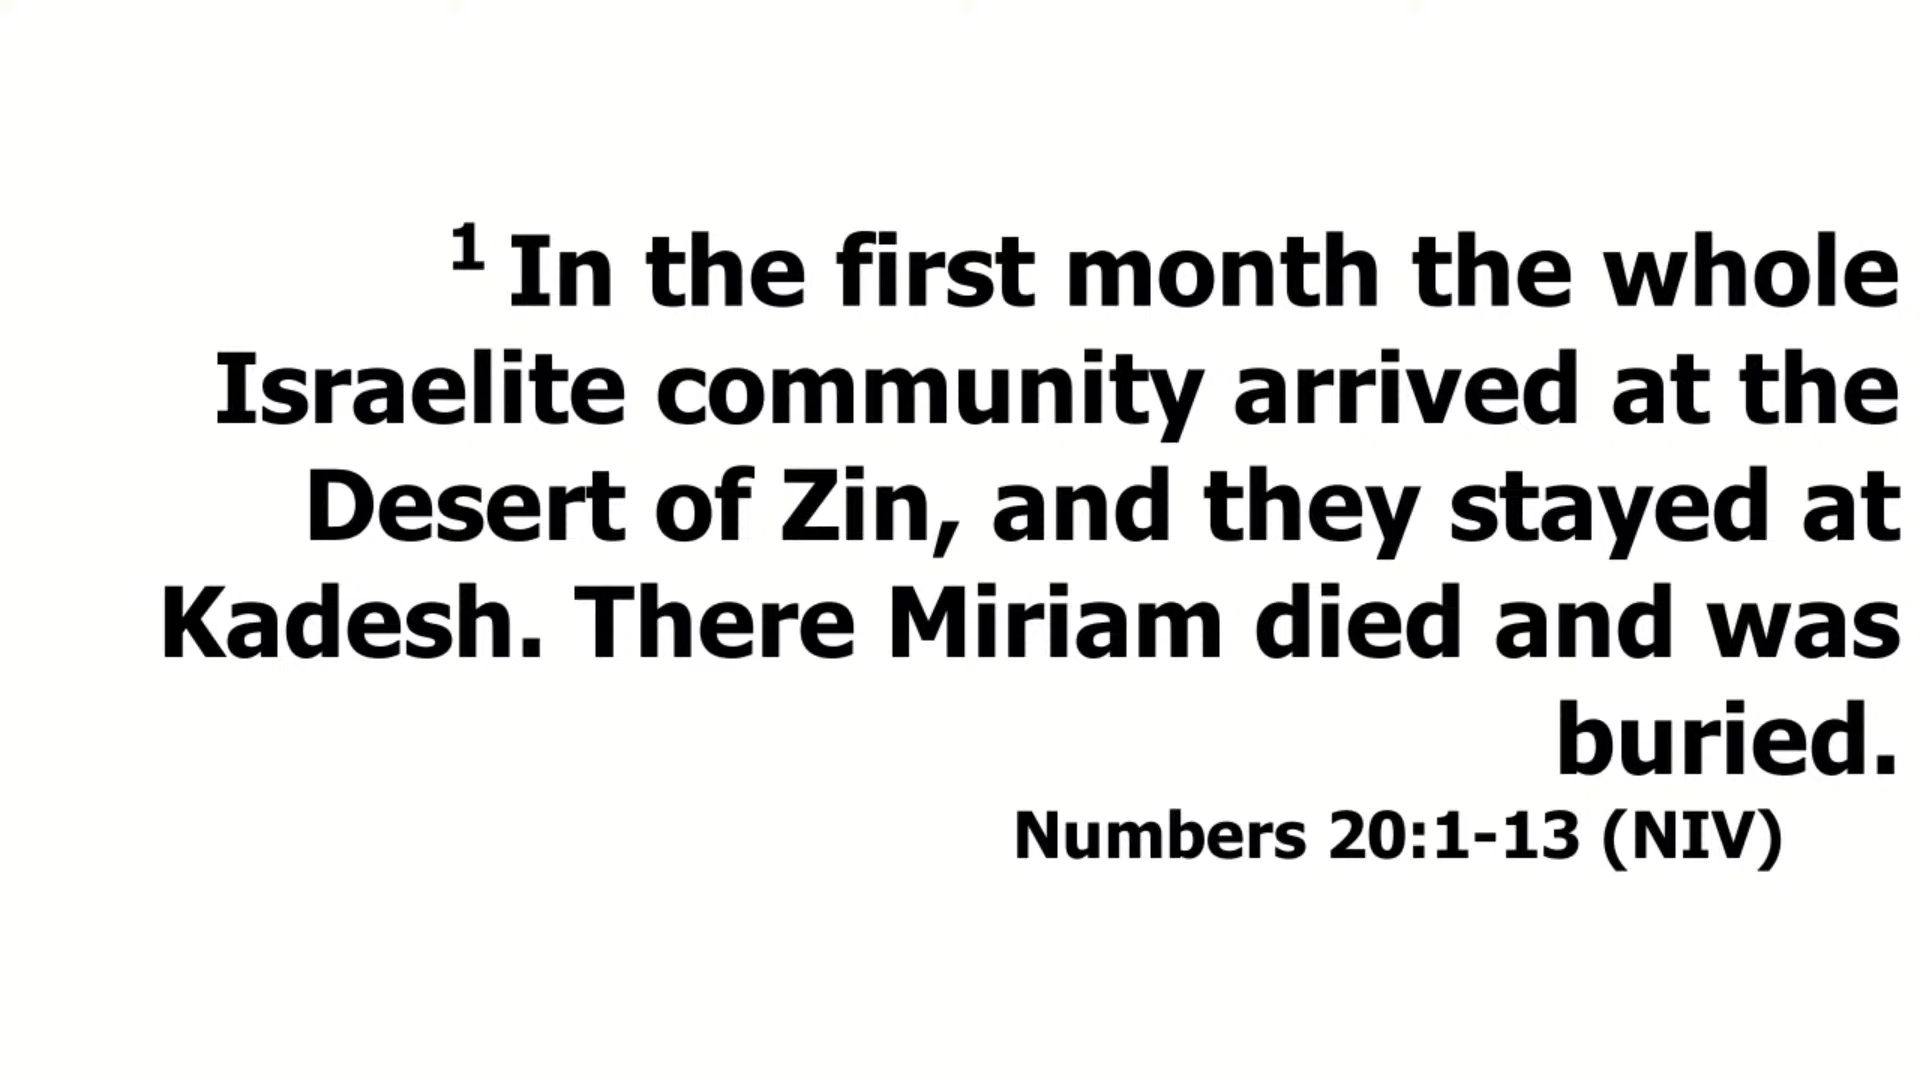 1 In the first month the whole
Israelite community arrived at the
Desert of Zin, and they stayed at
Kadesh. There Miriam died and was
buried.
Numbers 20:1-13 (NIV)